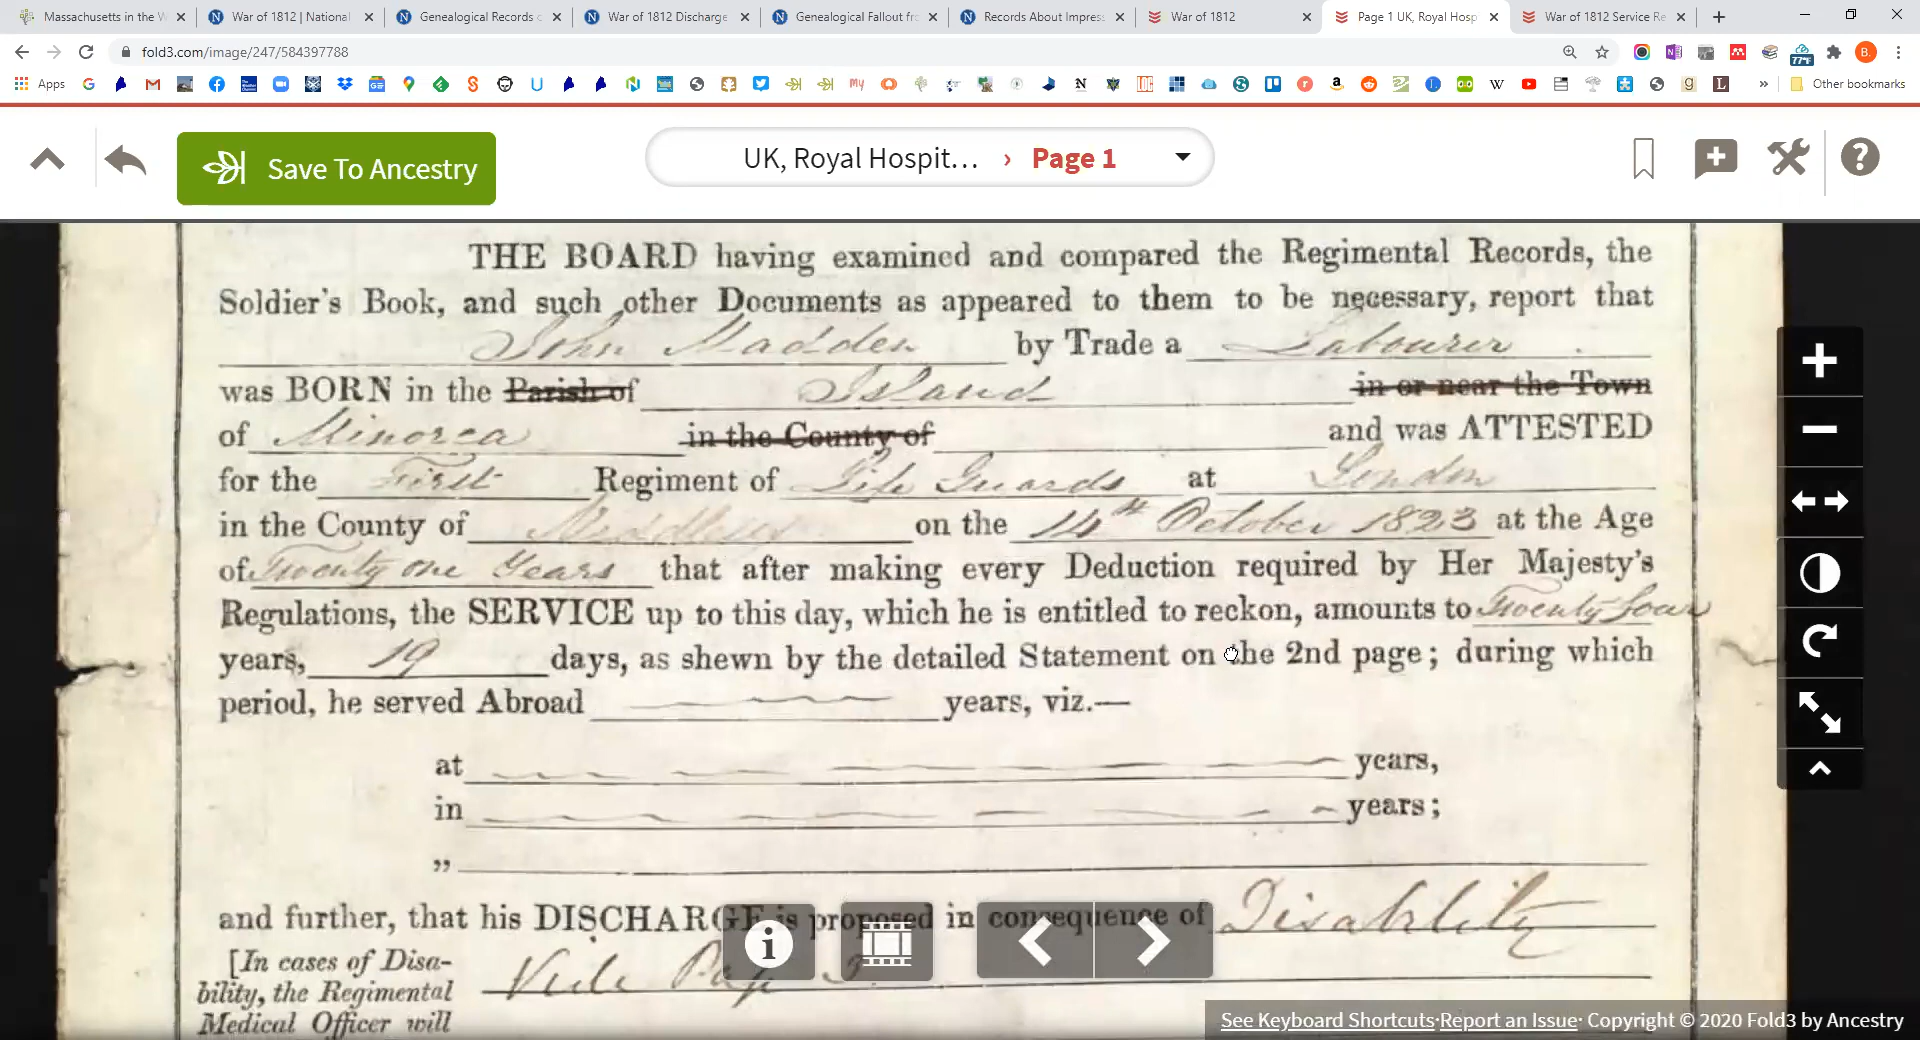 Massachusetts in the W
War of 1812 | National
Genealogical Records o
War of 1812 Discharge
Genealogical Fallout fr
Records About Impres
War of 1812
Page 1 UK, Royal Hosp
War of 1812 Service Re
fold3.com/image/247/584397788
B.
77°F
Apps
my
Other bookmarks
Save To Ancestry
UK, Royal Hospit... › Page 1
THE BOARD having examined and compared the Regimental Records, the
Soldier's Book, and such other Documents as appeared to them to be necessary, report that
John Madden by Trade a Labourer
was BORN in the Parish of Island in or near the Town
of Minorca in the County of and was ATTESTED
for the First Regiment of Life Guards at London
in the County of Middlesex on the 14th October 1823 at the Age
of Twenty one Years that after making every Deduction required by Her Majesty's
Regulations, the SERVICE up to this day, which he is entitled to reckon, amounts to Twenty four
years, 19 days, as shewn by the detailed Statement on the 2nd page; during which
period, he served Abroad years, viz.—
at years,
in years;
„
and further, that his DISCHARGE is proposed in consequence of Disability
[In cases of Disa-
bility, the Regimental
Medical Officer will
Vide Page 3
See Keyboard Shortcuts·Report an Issue· Copyright © 2020 Fold3 by Ancestry